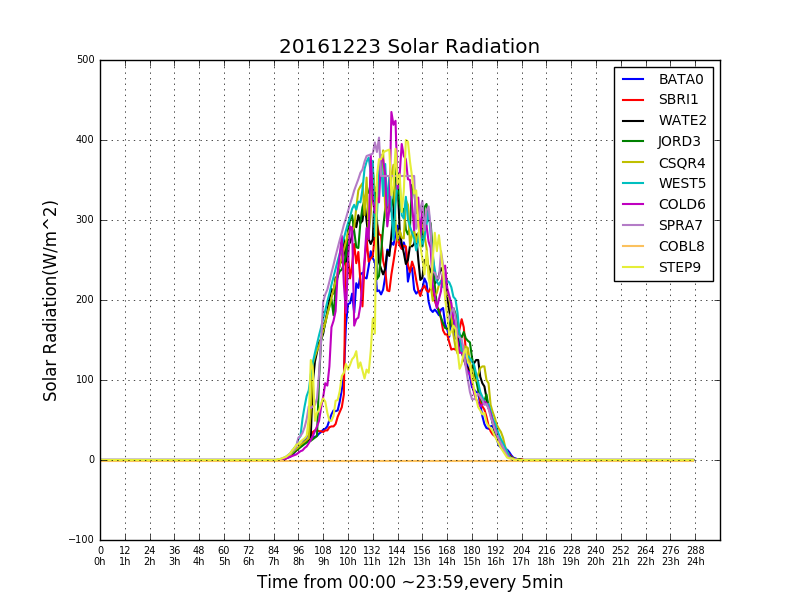 20161223 Solar Radiation
Solar Radiation(W/m^2)
500
400
300
200
100
0
−100
BATA0
SBRI1
WATE2
JORD3
CSQR4
WEST5
COLD6
SPRA7
COBL8
STEP9
0 12 24 36 48 60 72 84 96 108 120 132 144 156 168 180 192 204 216 228 240 252 264 276 288
0h 1h 2h 3h 4h 5h 6h 7h 8h 9h 10h 11h 12h 13h 14h 15h 16h 17h 18h 19h 20h 21h 22h 23h 24h
Time from 00:00 ~23:59,every 5min